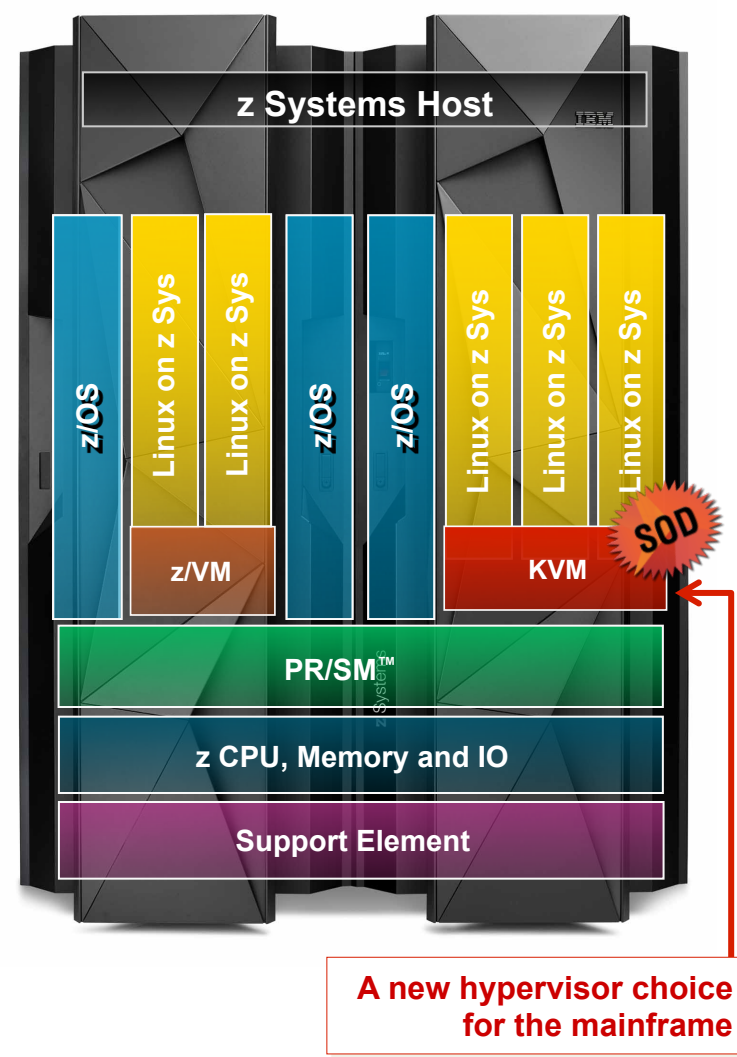 z Systems Host
IBM
z/OS
Linux on z Sys
Linux on z Sys
z/OS
z/OS
Linux on z Sys
Linux on z Sys
Linux on z Sys
z/VM
KVM
SOD
PR/SM™
z Systems
z CPU, Memory and IO
Support Element
A new hypervisor choice
for the mainframe